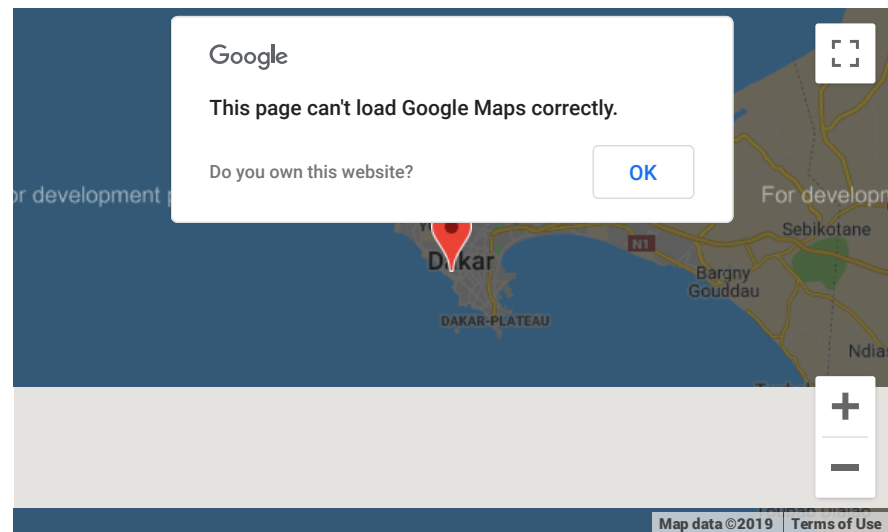 Google
This page can't load Google Maps correctly.
Do you own this website?
OK
or development
For developm
Sebikotane
N1
Dakar
Bargny
Gouddau
DAKAR-PLATEAU
Ndias
Map data ©2019
Terms of Use